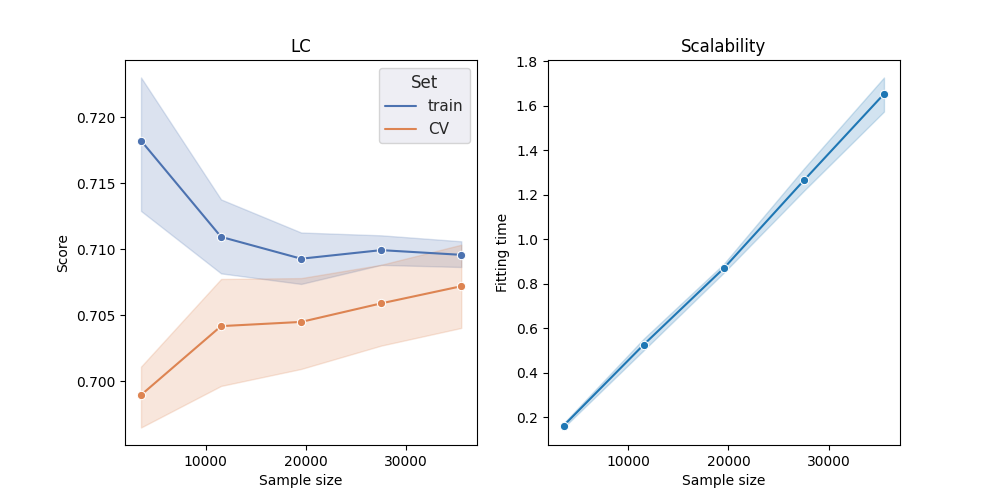 LC
Score
0.720
0.715
0.710
0.705
0.700
Set
train
CV
10000
20000
30000
Sample size
Scalability
Fitting time
1.8
1.6
1.4
1.2
1.0
0.8
0.6
0.4
0.2
10000
20000
30000
Sample size